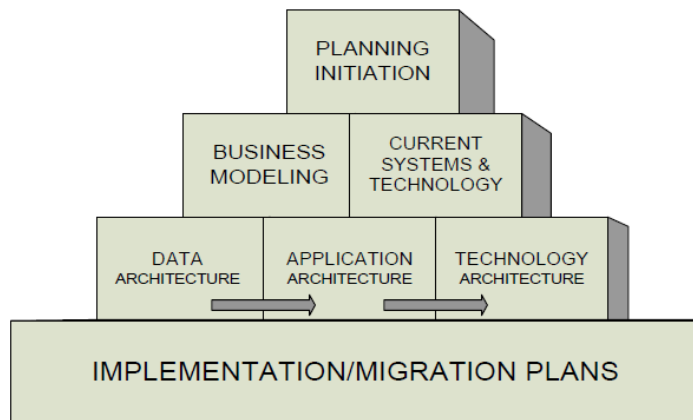 PLANNING
INITIATION
BUSINESS
MODELING
CURRENT
SYSTEMS &
TECHNOLOGY
DATA
ARCHITECTURE
APPLICATION
ARCHITECTURE
TECHNOLOGY
ARCHITECTURE
IMPLEMENTATION/MIGRATION PLANS